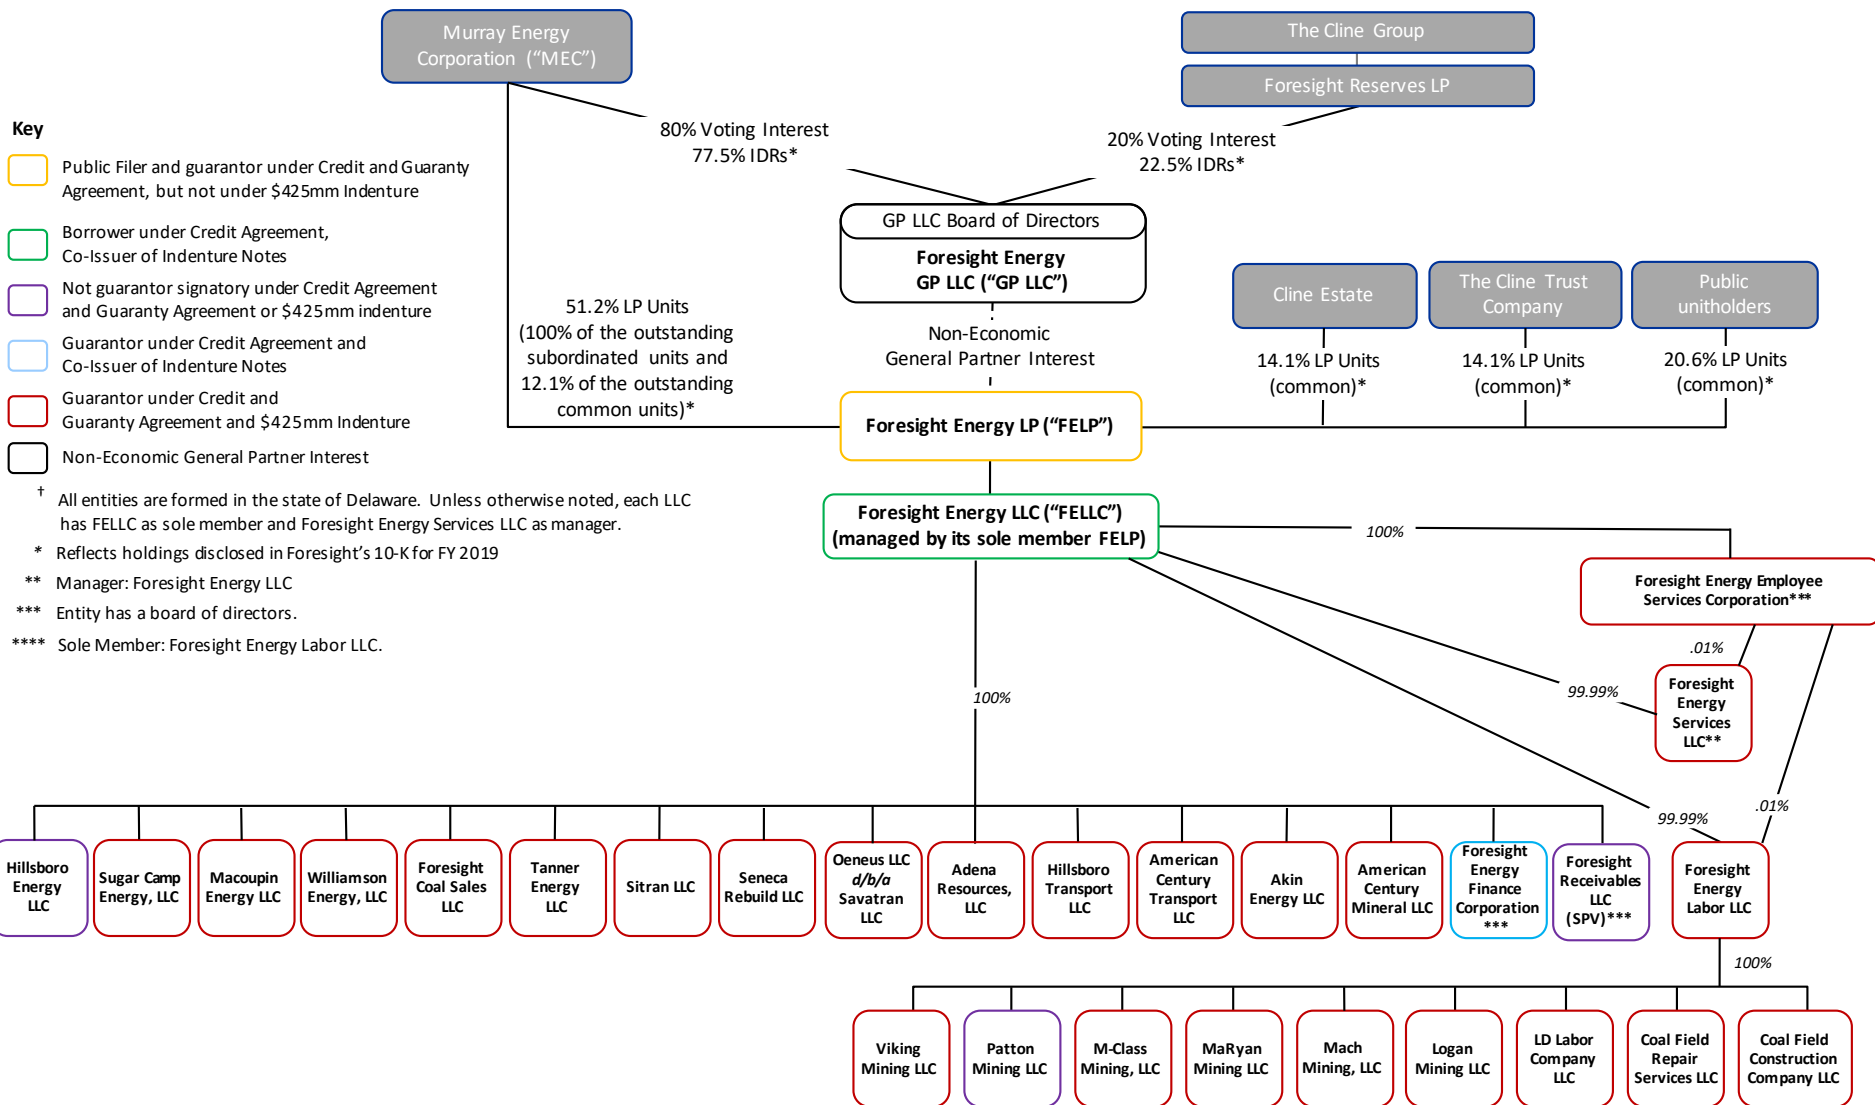 Murray Energy
Corporation (“MEC”)
The Cline Group
Foresight Reserves LP
80% Voting Interest
77.5% IDRs*
20% Voting Interest
22.5% IDRs*
Key
Public Filer and guarantor under Credit and Guaranty
Agreement, but not under $425mm Indenture
Borrower under Credit Agreement,
Co-Issuer of Indenture Notes
Not guarantor signatory under Credit Agreement
and Guaranty Agreement or $425mm indenture
Guarantor under Credit Agreement and
Co-Issuer of Indenture Notes
Guarantor under Credit and
Guaranty Agreement and $425mm Indenture
Non-Economic General Partner Interest
† All entities are formed in the state of Delaware. Unless otherwise noted, each LLC
has FELLC as sole member and Foresight Energy Services LLC as manager.
* Reflects holdings disclosed in Foresight’s 10-K for FY 2019
** Manager: Foresight Energy LLC
*** Entity has a board of directors.
**** Sole Member: Foresight Energy Labor LLC.
GP LLC Board of Directors
Foresight Energy
GP LLC (“GP LLC”)
51.2% LP Units
(100% of the outstanding
subordinated units and
12.1% of the outstanding
common units)*
Non-Economic
General Partner Interest
Cline Estate
The Cline Trust
Company
Public
unitholders
14.1% LP Units
(common)*
14.1% LP Units
(common)*
20.6% LP Units
(common)*
Foresight Energy LP (“FELP”)
Foresight Energy LLC (“FELLC”)
(managed by its sole member FELP)
100%
Foresight Energy Employee
Services Corporation***
.01%
Foresight
Energy
Services
LLC**
99.99%
100%
99.99%
.01%
Hillsboro
Energy
LLC
Sugar Camp
Energy, LLC
Macoupin
Energy LLC
Williamson
Energy, LLC
Foresight
Coal Sales
LLC
Tanner
Energy
LLC
Sitran LLC
Seneca
Rebuild LLC
Oeneus LLC
d/b/a
Savatran
LLC
Adena
Resources,
LLC
Hillsboro
Transport
LLC
American
Century
Transport
LLC
Akin
Energy LLC
American
Century
Mineral LLC
Foresight
Energy
Finance
Corporation
***
Foresight
Receivables
LLC
(SPV)***
Foresight
Energy
Labor LLC
100%
Viking
Mining LLC
Patton
Mining LLC
M-Class
Mining, LLC
MaRyan
Mining LLC
Mach
Mining, LLC
Logan
Mining LLC
LD Labor
Company
LLC
Coal Field
Repair
Services LLC
Coal Field
Construction
Company LLC